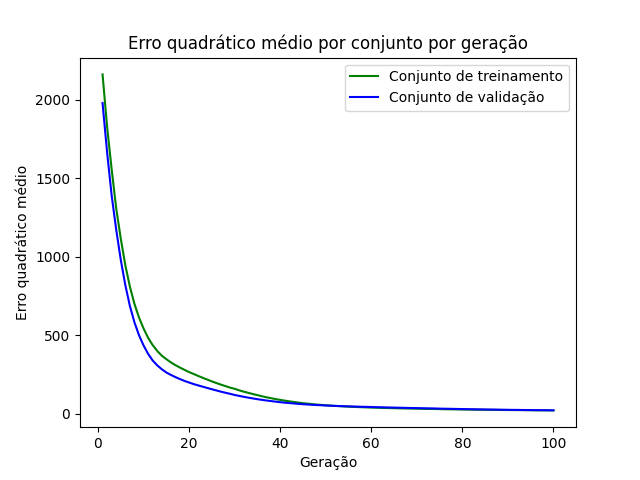 Erro quadrático médio por conjunto por geração
Conjunto de treinamento
Conjunto de validação
Erro quadrático médio
2000
1500
1000
500
0
0 20 40 60 80 100
Geração